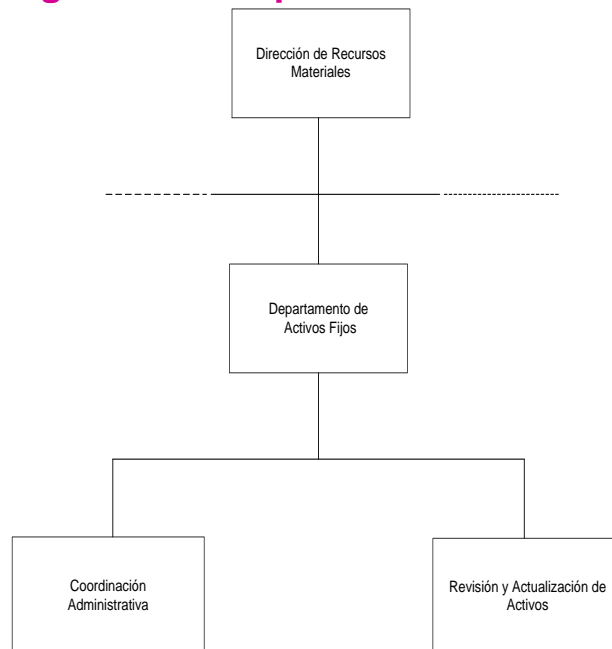 Dirección de Recursos
Materiales
Departamento de
Activos Fijos
Coordinación
Administrativa
Revisión y Actualización de
Activos